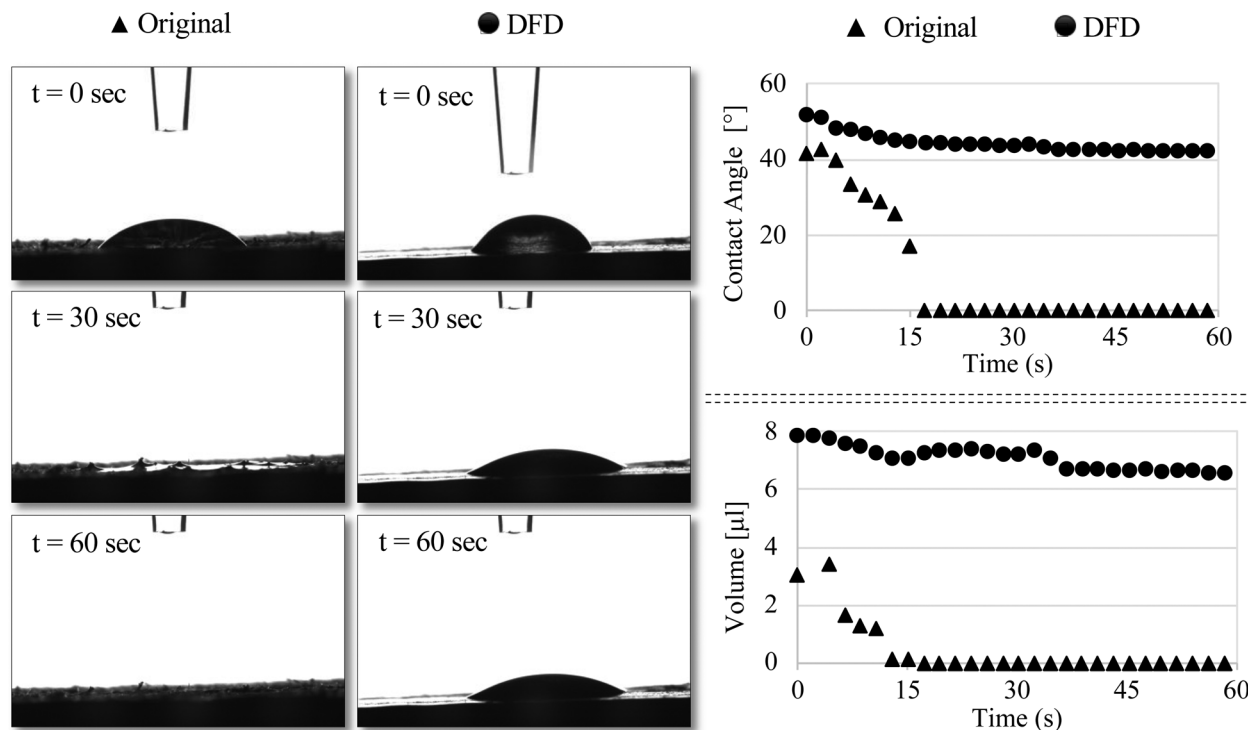 ▲ Original
● DFD
t = 0 sec
t = 0 sec
t = 30 sec
t = 30 sec
t = 60 sec
t = 60 sec
▲ Original ● DFD
Contact Angle [°]
60
40
20
0
0 15 30 45 60
Time (s)
Volume [µl]
8
6
4
2
0
0 15 30 45 60
Time (s)